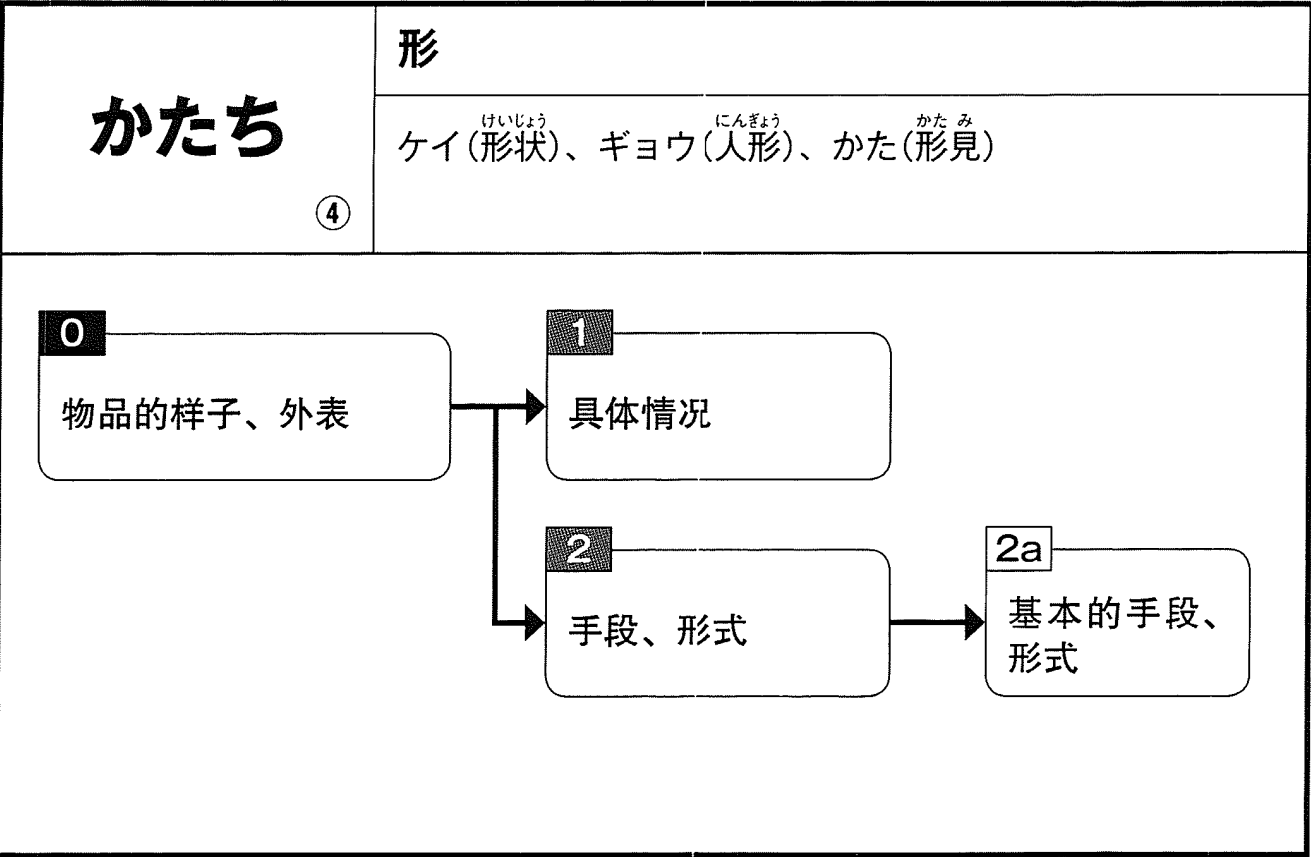 かたち
④
形
ケイ(形状)、ギョウ(人形)、かた(形見)
けいじょう にんぎょう かた み
0
物品的样子、外表
1
具体情况
2
手段、形式
2a
基本的手段、
形式